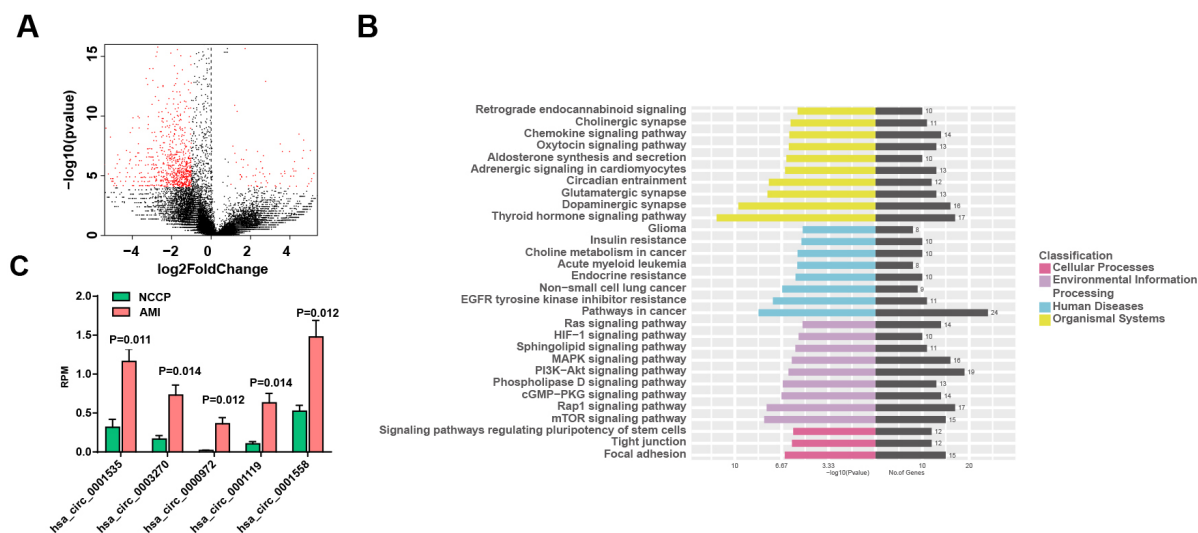 A
15
10
5
0
−log10(pvalue)
−4
−2
0
2
4
log2FoldChange
B
Retrograde endocannabinoid signaling 10
Cholinergic synapse 11
Chemokine signaling pathway 14
Oxytocin signaling pathway 13
Aldosterone synthesis and secretion 10
Adrenergic signaling in cardiomyocytes 13
Circadian entrainment 12
Glutamatergic synapse 13
Dopaminergic synapse 16
Thyroid hormone signaling pathway 17
Glioma 8
Insulin resistance 10
Choline metabolism in cancer 10
Acute myeloid leukemia 8
Endocrine resistance 10
Non−small cell lung cancer 9
EGFR tyrosine kinase inhibitor resistance 11
Pathways in cancer 24
Ras signaling pathway 14
HIF−1 signaling pathway 10
Sphingolipid signaling pathway 11
MAPK signaling pathway 16
PI3K−Akt signaling pathway 19
Phospholipase D signaling pathway 13
cGMP−PKG signaling pathway 14
Rap1 signaling pathway 17
mTOR signaling pathway 15
Signaling pathways regulating pluripotency of stem cells 12
Tight junction 12
Focal adhesion 15
10 6.67 3.33 10 20
−log10(Pvalue) No.of Genes
Classification
Cellular Processes
Environmental Information
Processing
Human Diseases
Organismal Systems
C
NCCP
AMI
2.0
1.5
1.0
0.5
0.0
RPM
P=0.011
P=0.014
P=0.012
P=0.014
P=0.012
hsa_circ_0001535
hsa_circ_0003270
hsa_circ_0000972
hsa_circ_0001119
hsa_circ_0001558